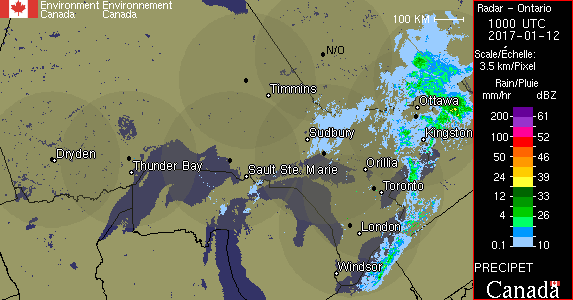 Environment Environnement
Canada Canada
100 KM
N/O
Timmins
Ottawa
Sudbury
Kingston
Dryden
Thunder Bay
Sault Ste. Marie
Orillia
Toronto
London
Windsor
Radar - Ontario
1000 UTC
2017-01-12
Scale/Échelle:
3.5 km/Pixel
Rain/Pluie
mm/hr dBZ
200 61
100 52
50 46
24 39
12 33
4 26
0.1 10
PRECIPET
Canada